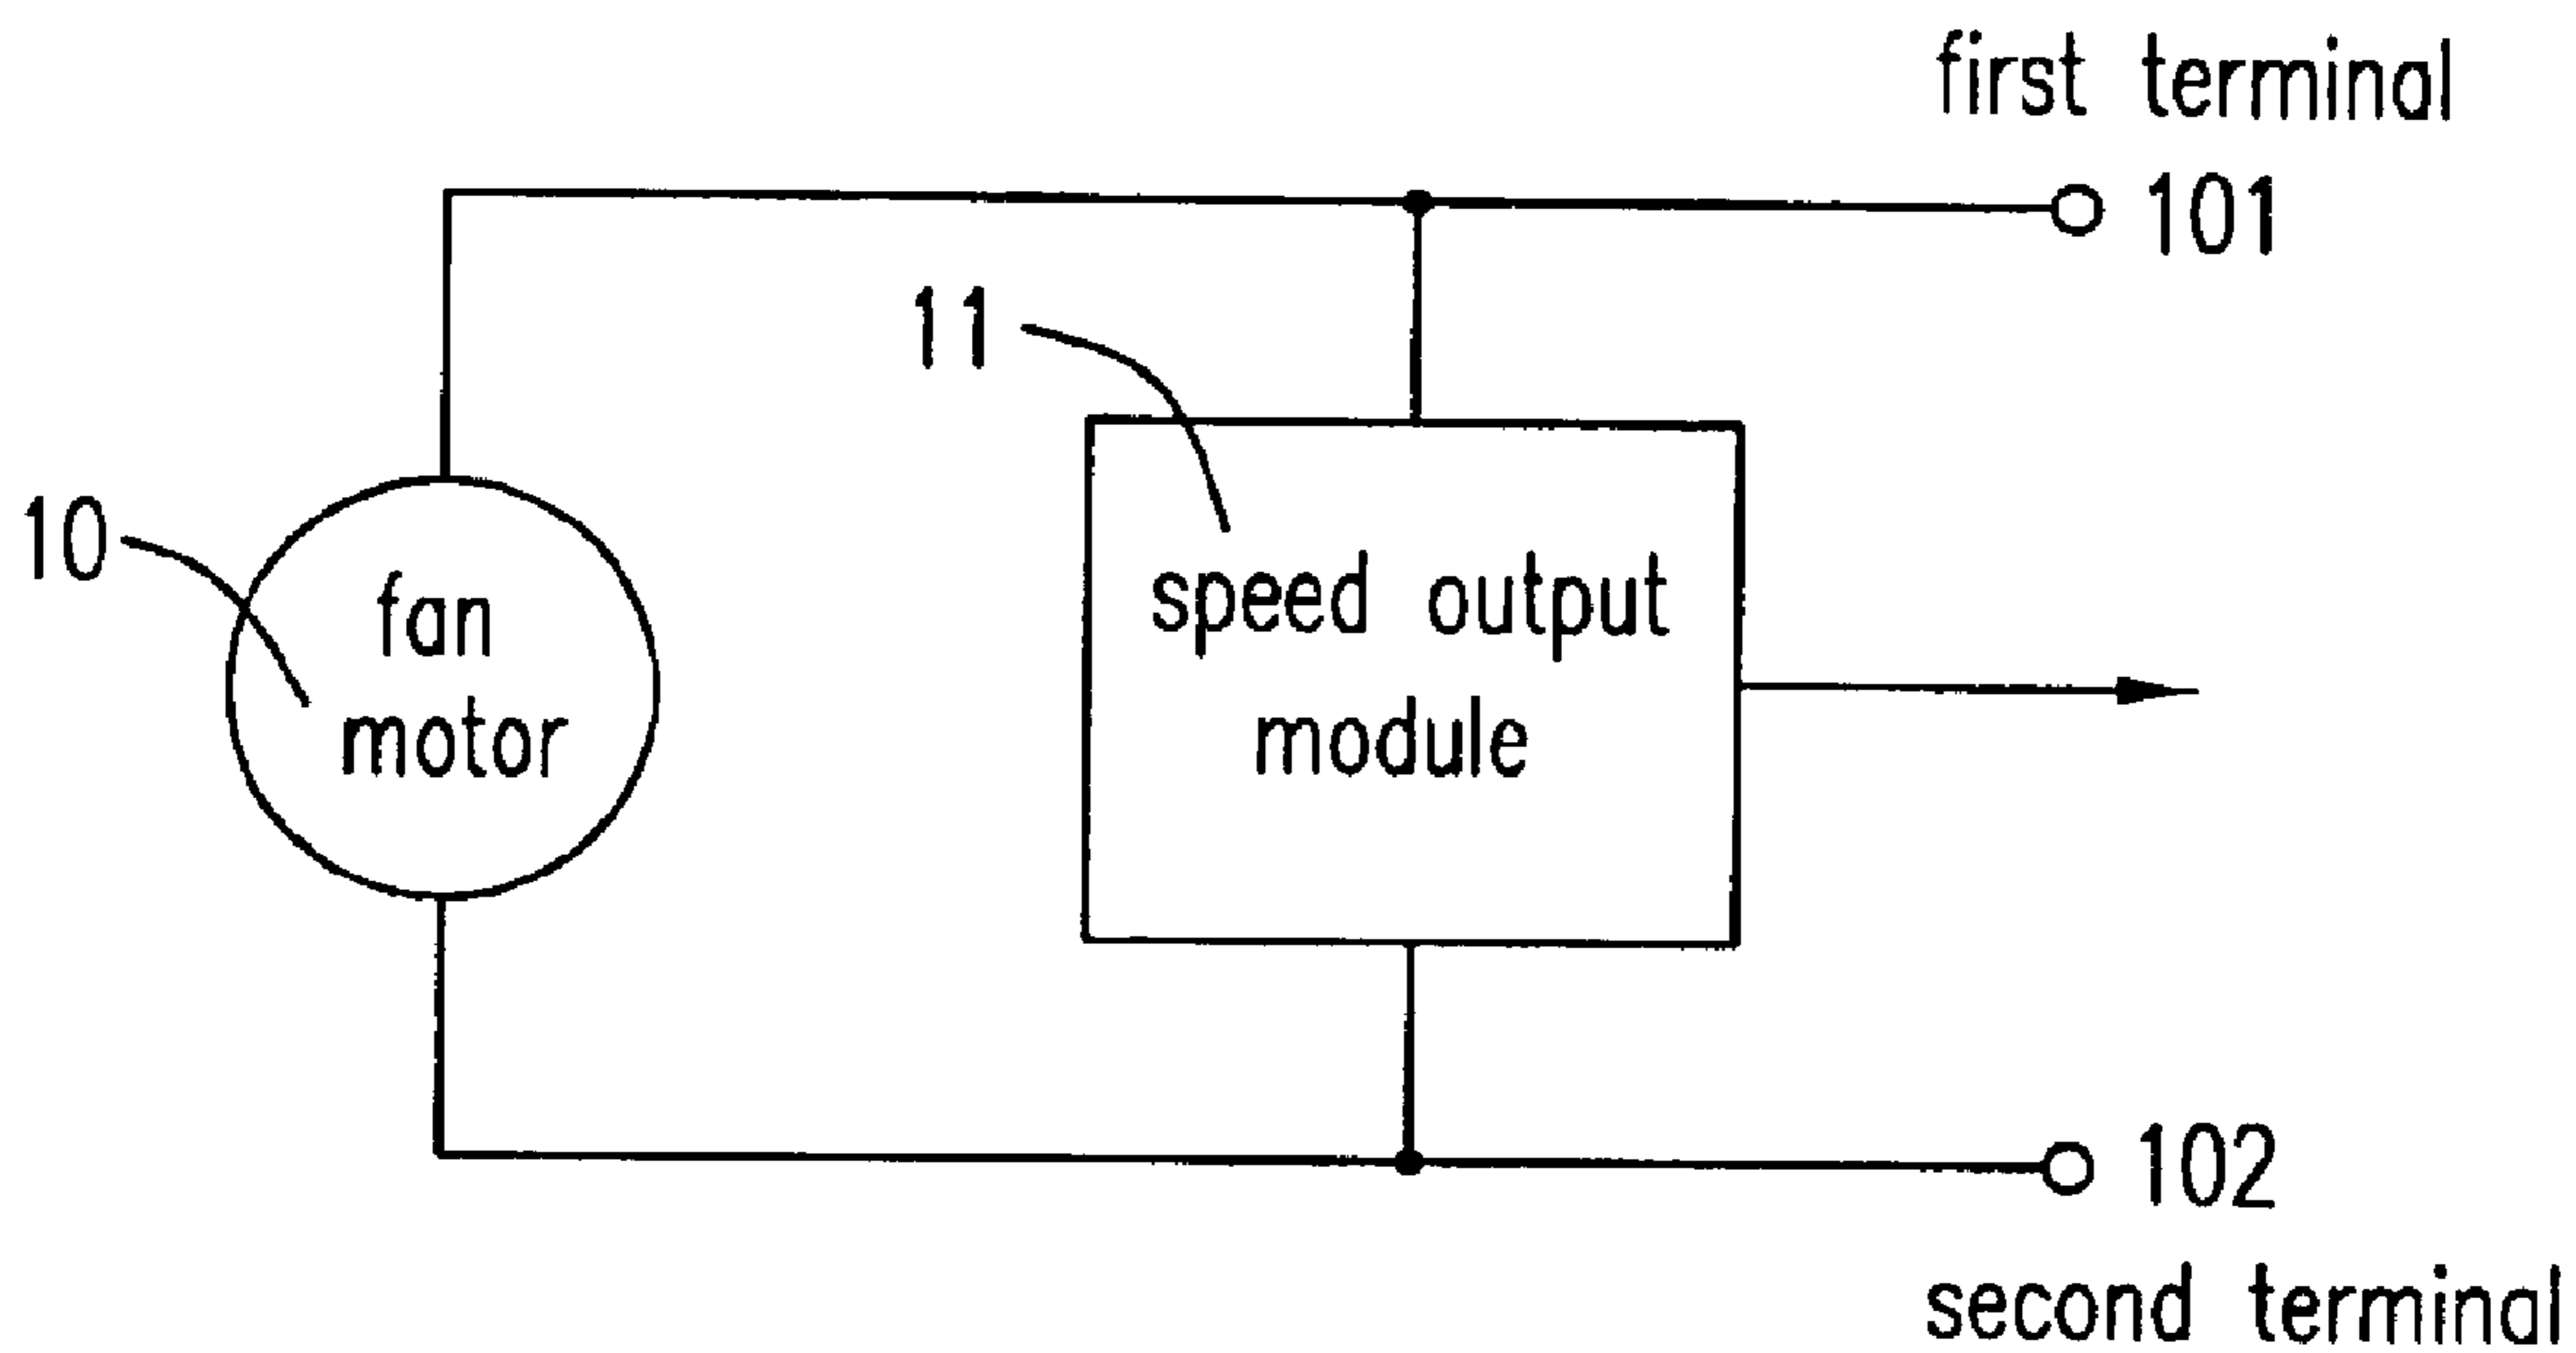 first terminal
101
11
10
fan
motor
speed output
module
102
second terminal